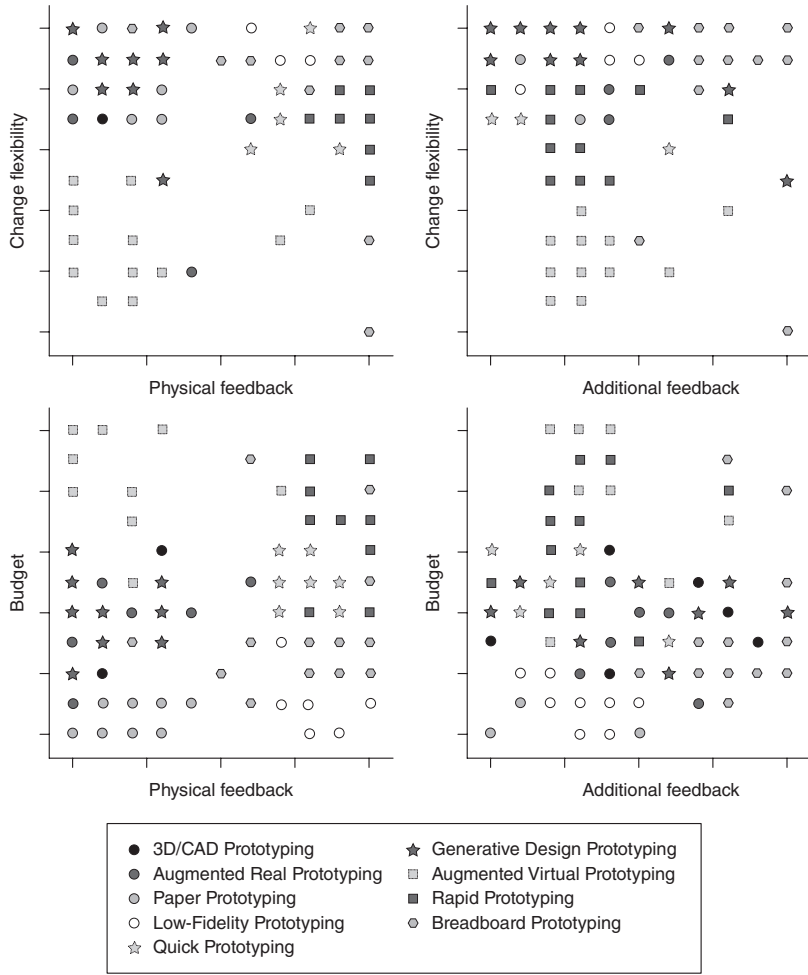 Change flexibility
Change flexibility
Physical feedback
Additional feedback
Budget
Budget
Physical feedback
Additional feedback
3D/CAD Prototyping
Generative Design Prototyping
Augmented Real Prototyping
Augmented Virtual Prototyping
Paper Prototyping
Rapid Prototyping
Low-Fidelity Prototyping
Breadboard Prototyping
Quick Prototyping